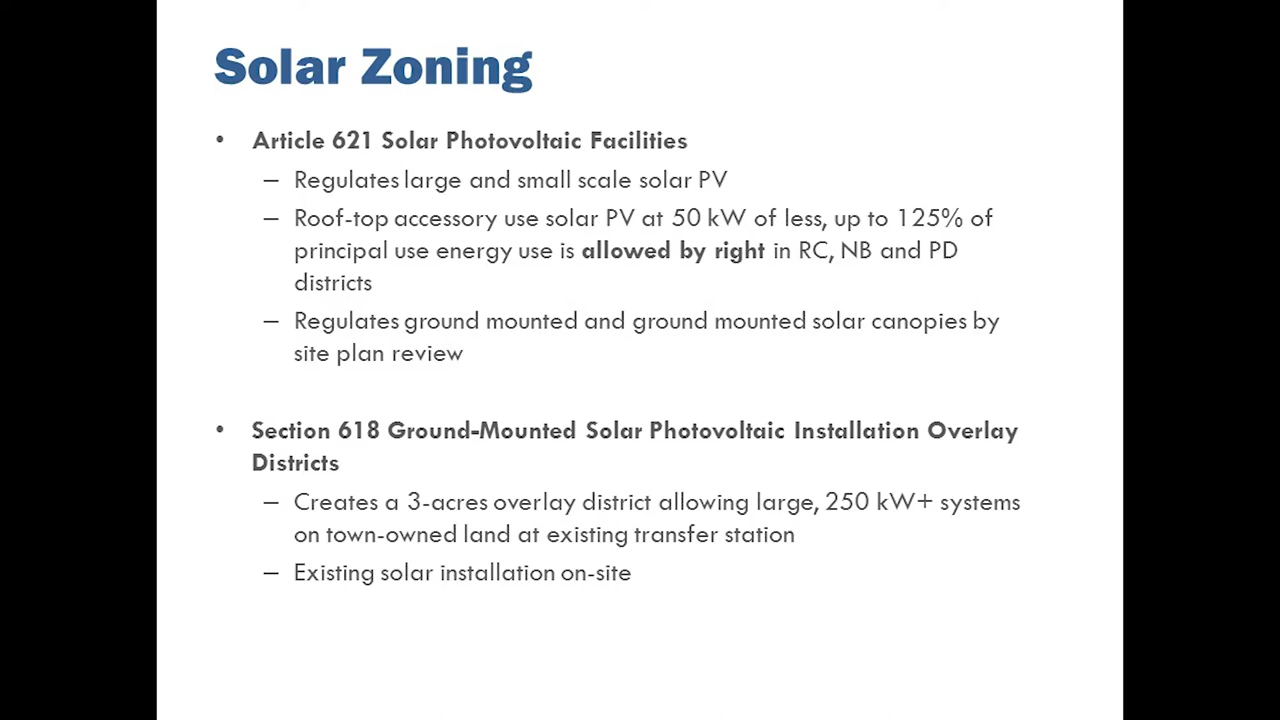 Solar Zoning
• Article 621 Solar Photovoltaic Facilities
– Regulates large and small scale solar PV
– Roof-top accessory use solar PV at 50 kW of less, up to 125% of
principal use energy use is allowed by right in RC, NB and PD
districts
– Regulates ground mounted and ground mounted solar canopies by
site plan review
• Section 618 Ground-Mounted Solar Photovoltaic Installation Overlay
Districts
– Creates a 3-acres overlay district allowing large, 250 kW+ systems
on town-owned land at existing transfer station
– Existing solar installation on-site